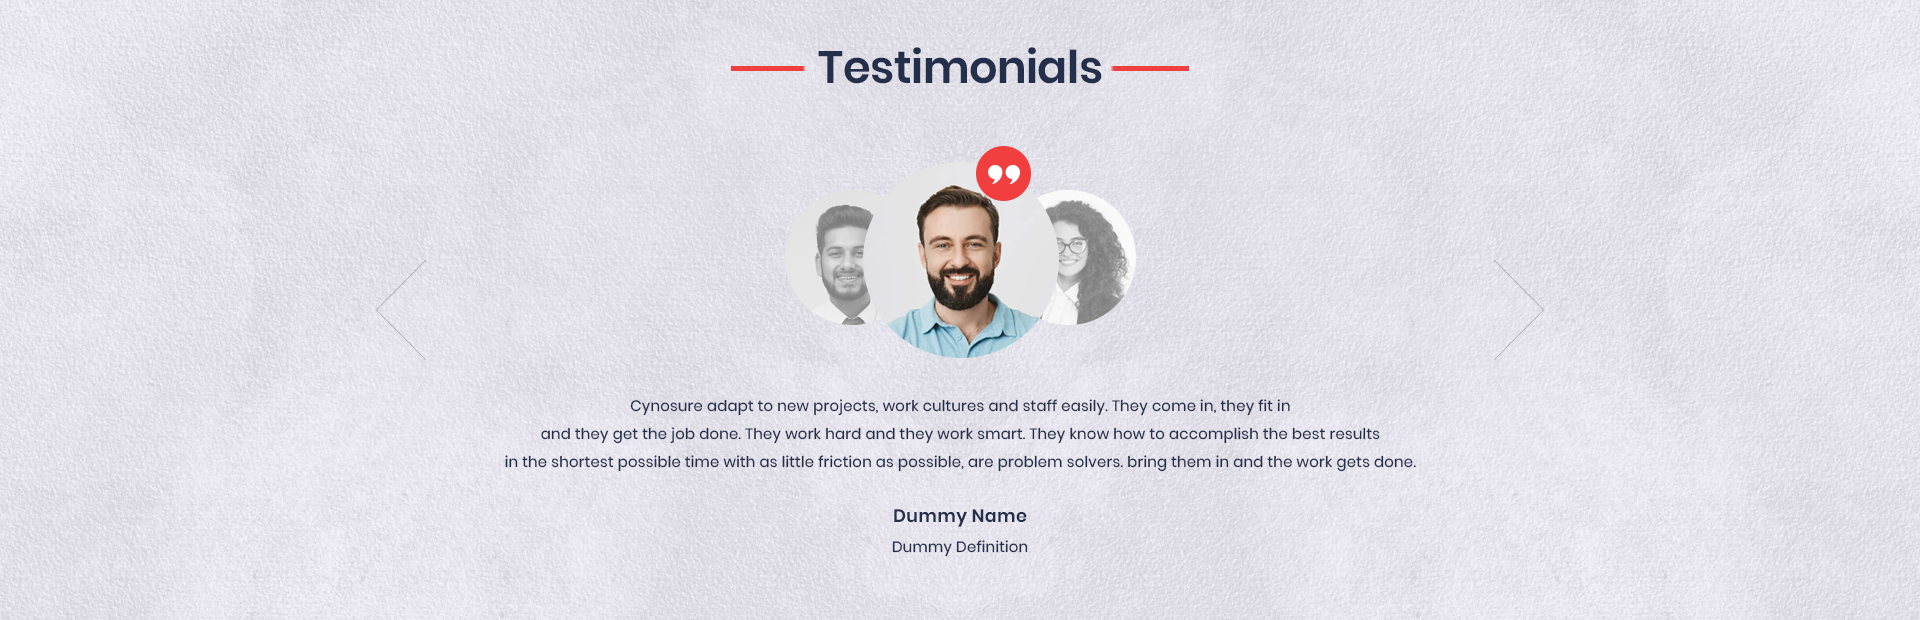 Testimonials
Cynosure adapt to new projects, work cultures and staff easily. They come in, they fit in
and they get the job done. They work hard and they work smart. They know how to accomplish the best results
in the shortest possible time with as little friction as possible, are problem solvers. bring them in and the work gets done.
Dummy Name
Dummy Definition